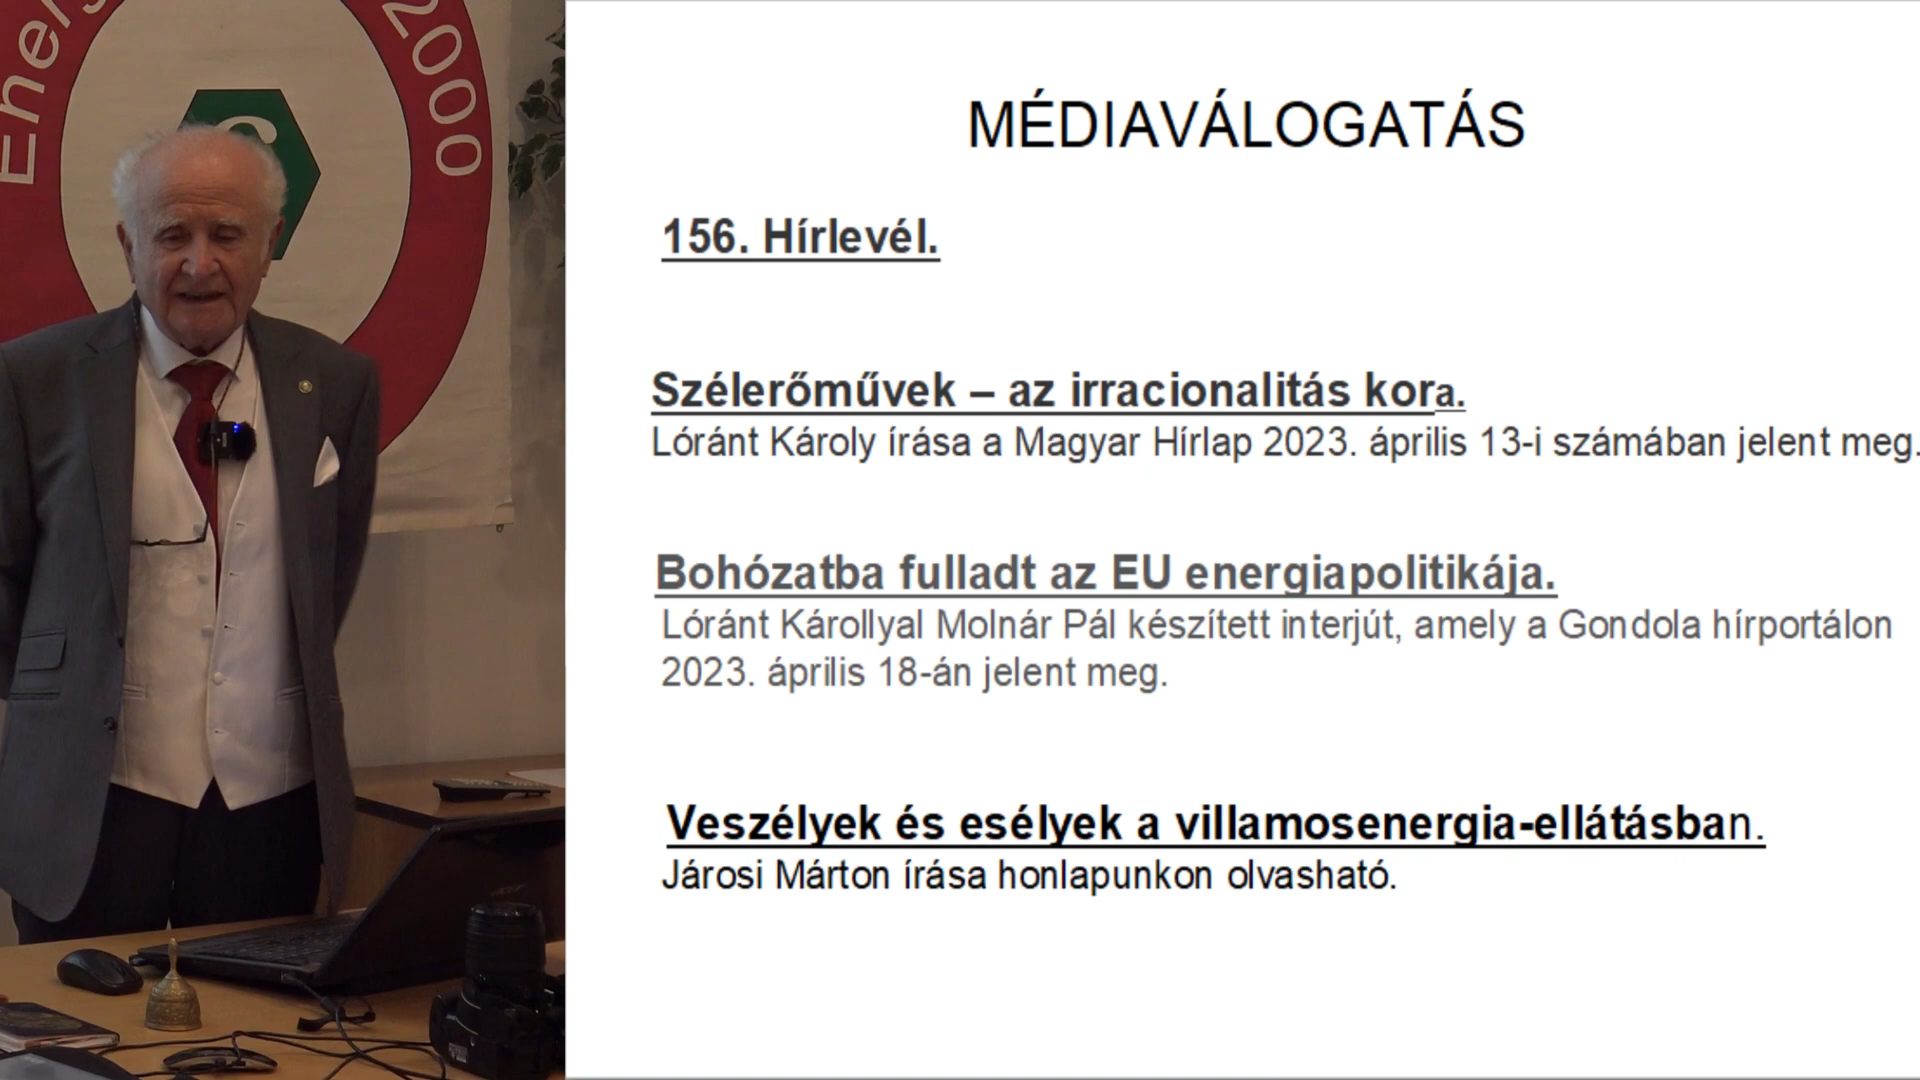 Ener
2000
e
MÉDIAVÁLOGATÁS
156. Hírlevél.
Szélerőművek – az irracionalitás kora.
Lóránt Károly írása a Magyar Hírlap 2023. április 13-i számában jelent meg.
Bohózatba fulladt az EU energiapolitikája.
Lóránt Károllyal Molnár Pál készített interjút, amely a Gondola hírportálon
2023. április 18-án jelent meg.
Veszélyek és esélyek a villamosenergia-ellátásban.
Járosi Márton írása honlapunkon olvasható.